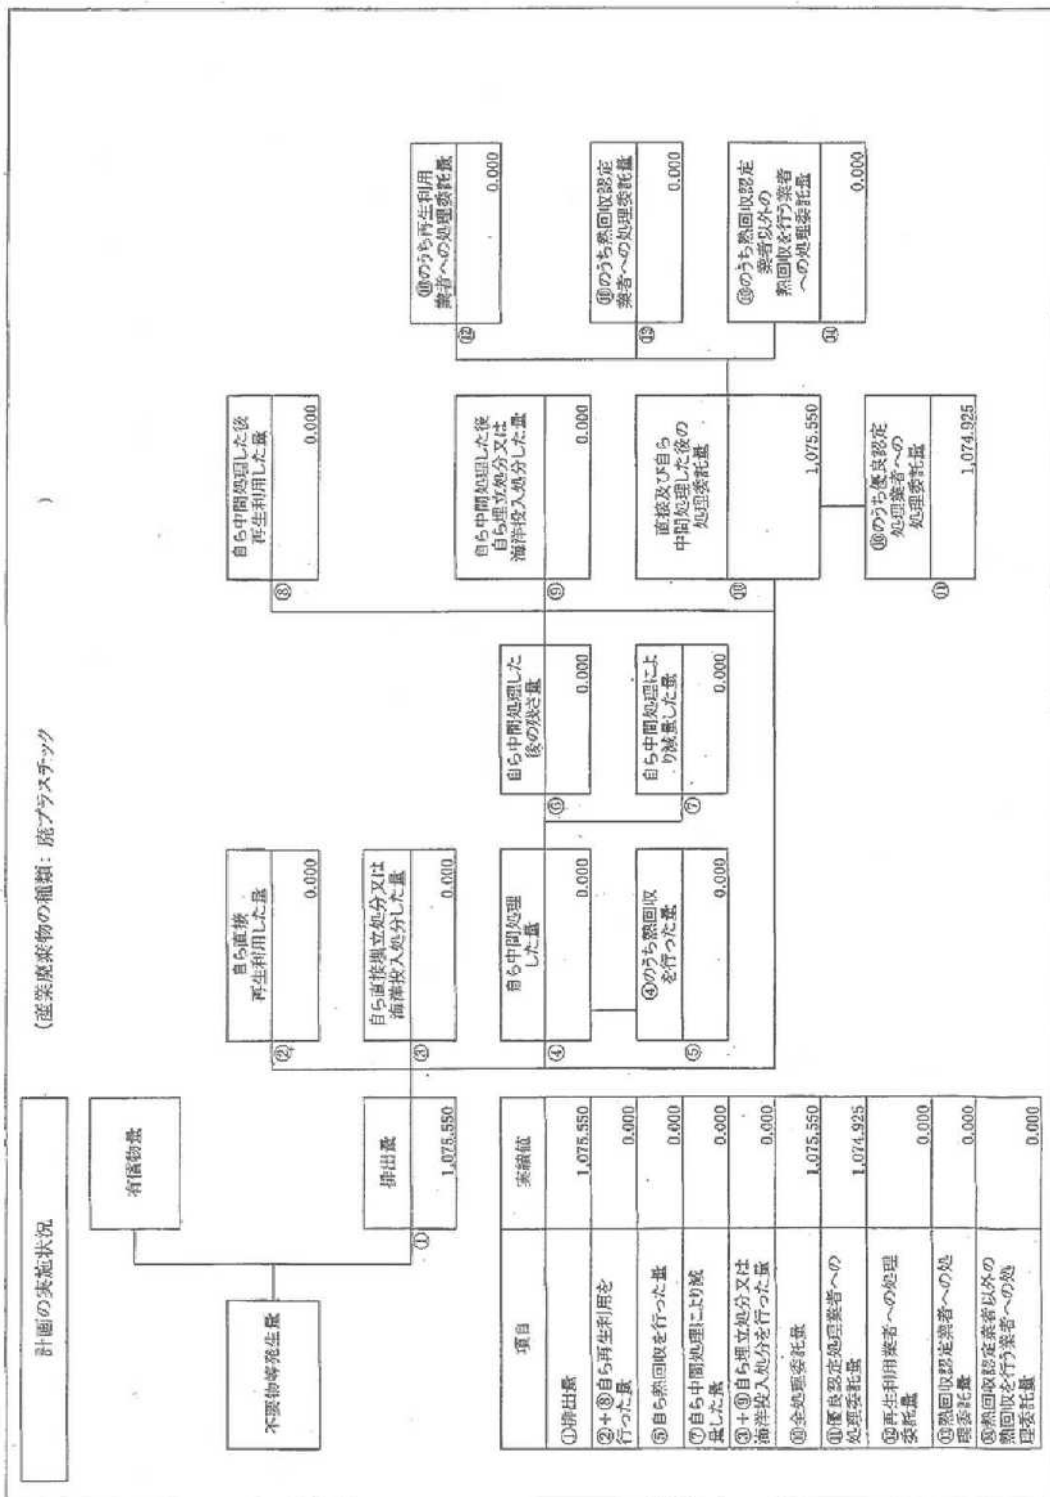 計画の実施状況
(産業廃棄物の種類: 廃プラスチック
)
不要物等発生量
有償物量
①
排出量
1,075.550
②
自ら直接
再生利用した量
0.000
③
自ら直接埋立処分又は
海洋投入処分した量
0.000
④
自ら中間処理
した量
0.000
⑤
④のうち熱回収
を行った量
0.000
⑥
自ら中間処理した
後の残さ量
0.000
⑦
自ら中間処理によ
り減量した量
0.000
⑧
自ら中間処理した後
再生利用した量
0.000
⑨
自ら中間処理した後
自ら埋立処分又は
海洋投入処分した量
0.000
⑩
直接及び自ら
中間処理した後の
処理委託量
1,075.550
⑪
⑩のうち優良認定
処理業者への
処理委託量
1,074.925
⑫
⑩のうち再生利用
業者への処理委託量
0.000
⑬
⑩のうち熱回収認定
業者への処理委託量
0.000
⑭
⑩のうち熱回収認定
業者以外の
熱回収を行う業者
への処理委託量
0.000
項目
実績値
①排出量
1,075.550
②+⑧自ら再生利用を
行った量
0.000
⑤自ら熱回収を行った量
0.000
⑦自ら中間処理により減
量した量
0.000
③+⑨自ら埋立処分又は
海洋投入処分を行った量
0.000
⑩全処理委託量
1,075.550
⑪優良認定処理業者への
処理委託量
1,074.925
⑫再生利用業者への処理
委託量
0.000
⑬熱回収認定業者への処
理委託量
0.000
⑭熱回収認定業者以外の
熱回収を行う業者への処
理委託量
0.000